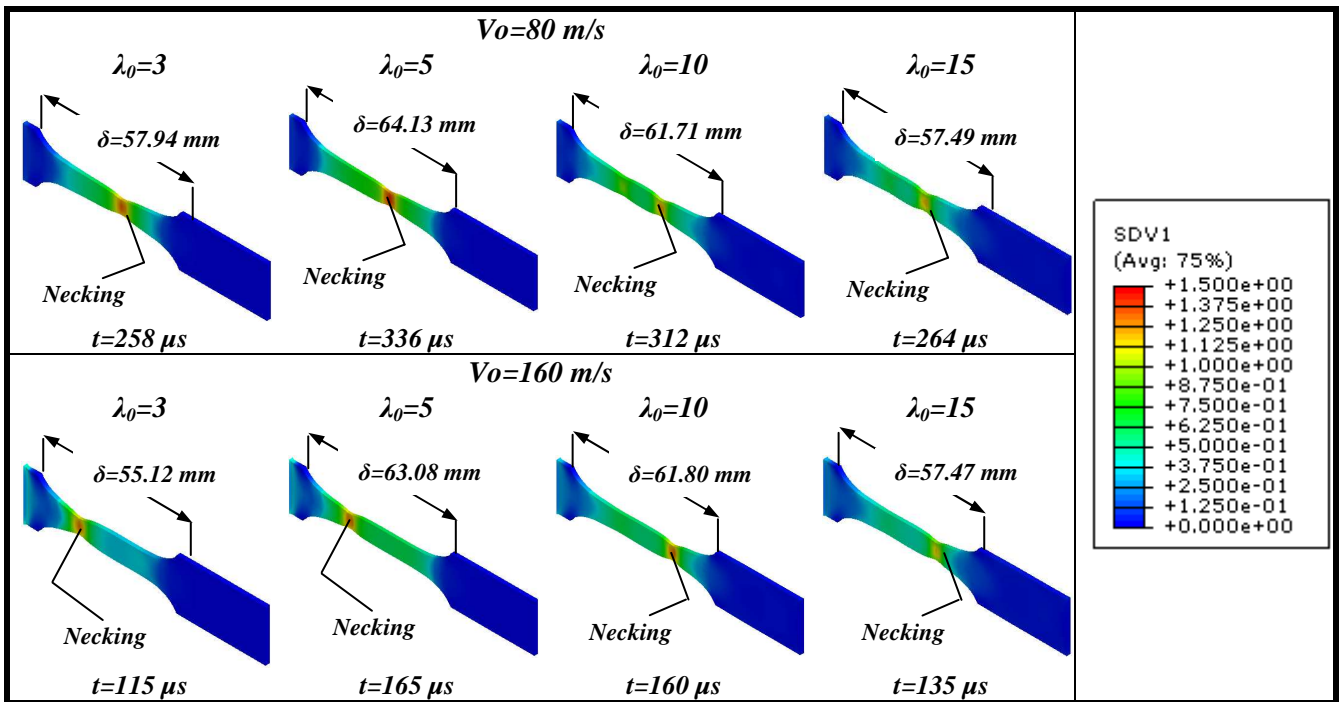 Vo=80 m/s
λ₀=3 λ₀=5 λ₀=10 λ₀=15
δ=57.94 mm δ=64.13 mm δ=61.71 mm δ=57.49 mm
Necking Necking Necking Necking
t=258 µs t=336 µs t=312 µs t=264 µs
Vo=160 m/s
λ₀=3 λ₀=5 λ₀=10 λ₀=15
δ=55.12 mm δ=63.08 mm δ=61.80 mm δ=57.47 mm
Necking Necking Necking Necking
t=115 µs t=165 µs t=160 µs t=135 µs
SDV1
(Avg: 75%)
+1.500e+00
+1.375e+00
+1.250e+00
+1.125e+00
+1.000e+00
+8.750e-01
+7.500e-01
+6.250e-01
+5.000e-01
+3.750e-01
+2.500e-01
+1.250e-01
+0.000e+00